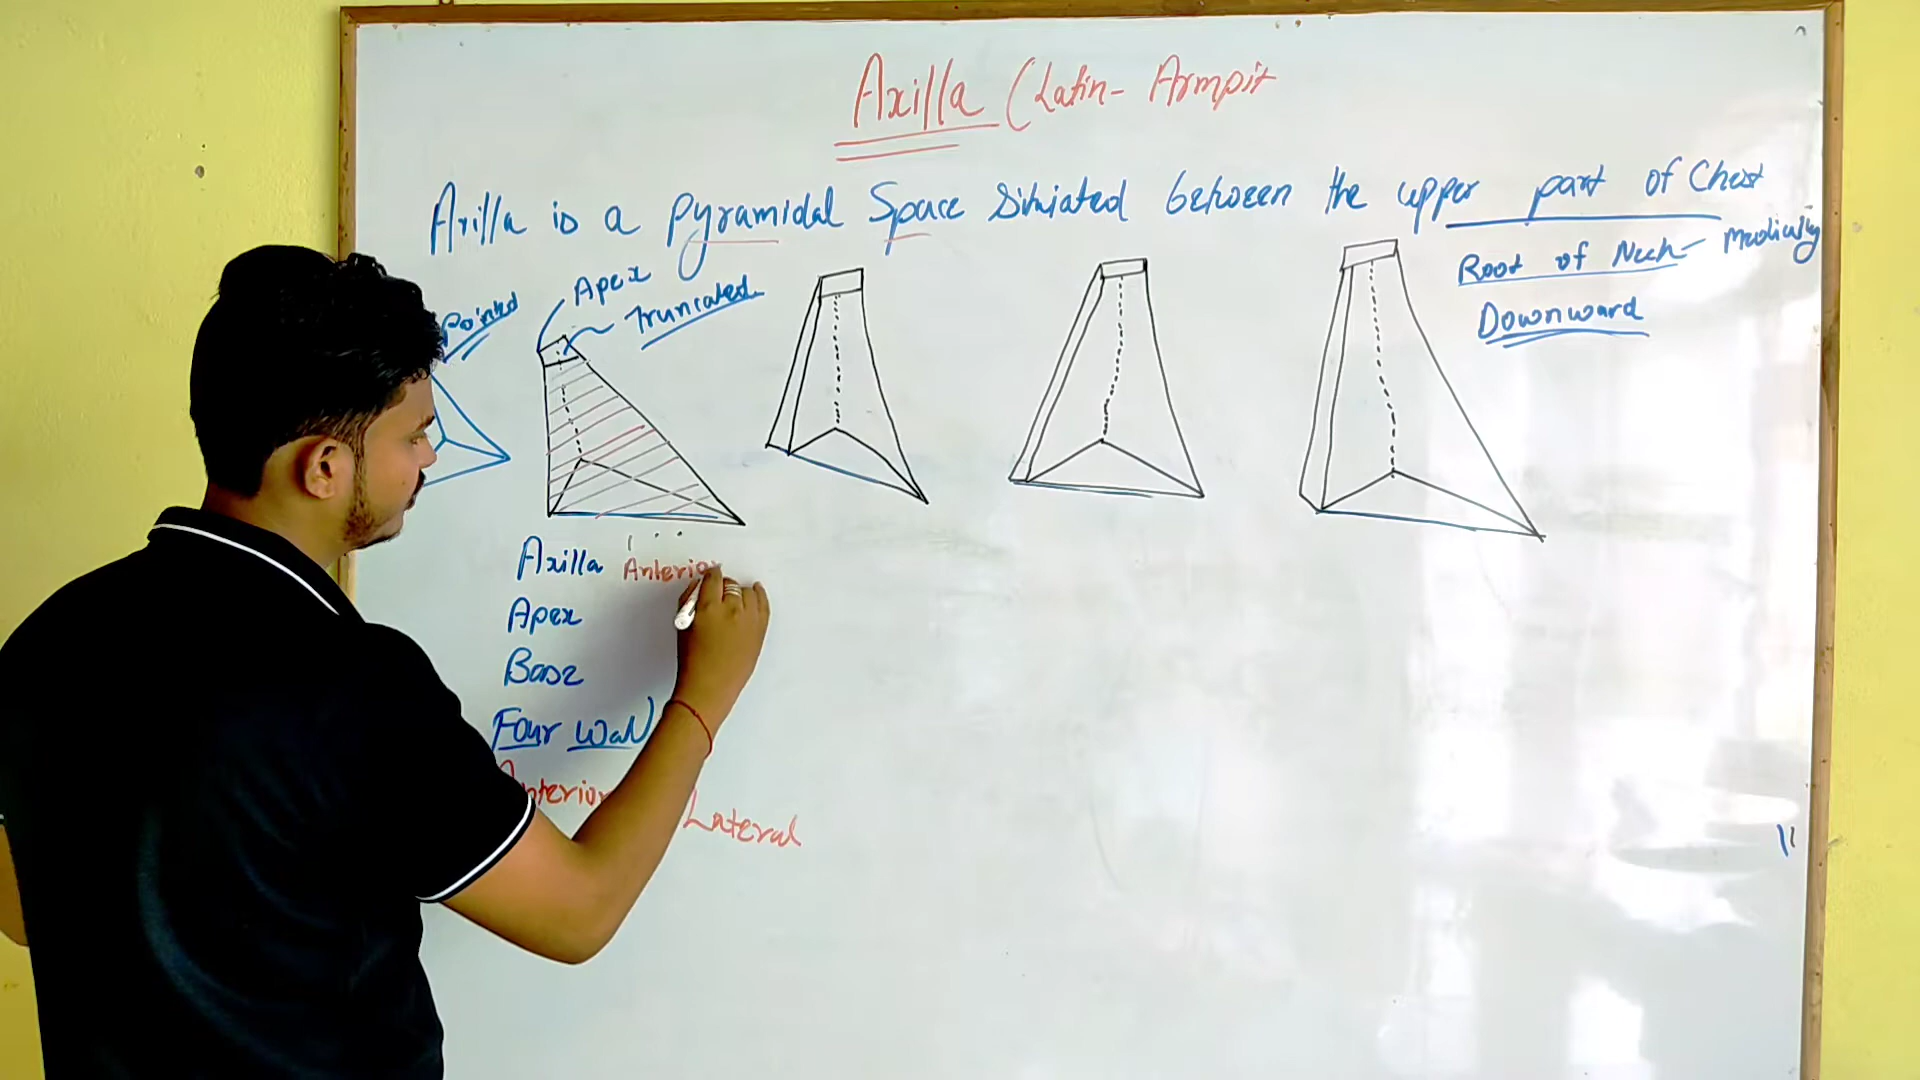 Axilla (Latin- Armpit
Axilla is a pyramidal Space Situated between the upper part of Chest
Root of Neck - Medially
Downward
Pointed
Apex
Truncated
Axilla Anterior
Apex
Base
Four Wall
Anterior
Lateral